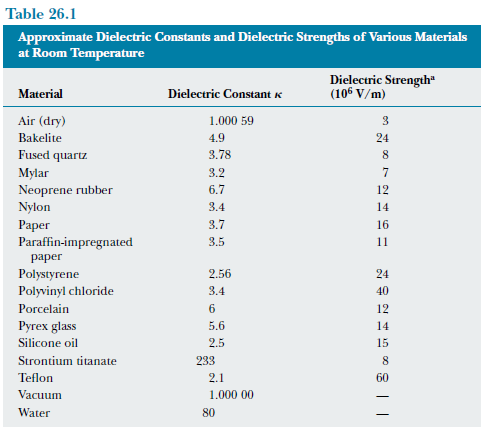 Table 26.1
Approximate Dielectric Constants and Dielectric Strengths of Various Materials
at Room Temperature
Dielectric Strengthᵃ
Material Dielectric Constant κ (10⁶ V/m)
Air (dry) 1.000 59 3
Bakelite 4.9 24
Fused quartz 3.78 8
Mylar 3.2 7
Neoprene rubber 6.7 12
Nylon 3.4 14
Paper 3.7 16
Paraffin-impregnated 3.5 11
paper
Polystyrene 2.56 24
Polyvinyl chloride 3.4 40
Porcelain 6 12
Pyrex glass 5.6 14
Silicone oil 2.5 15
Strontium titanate 233 8
Teflon 2.1 60
Vacuum 1.000 00 —
Water 80 —